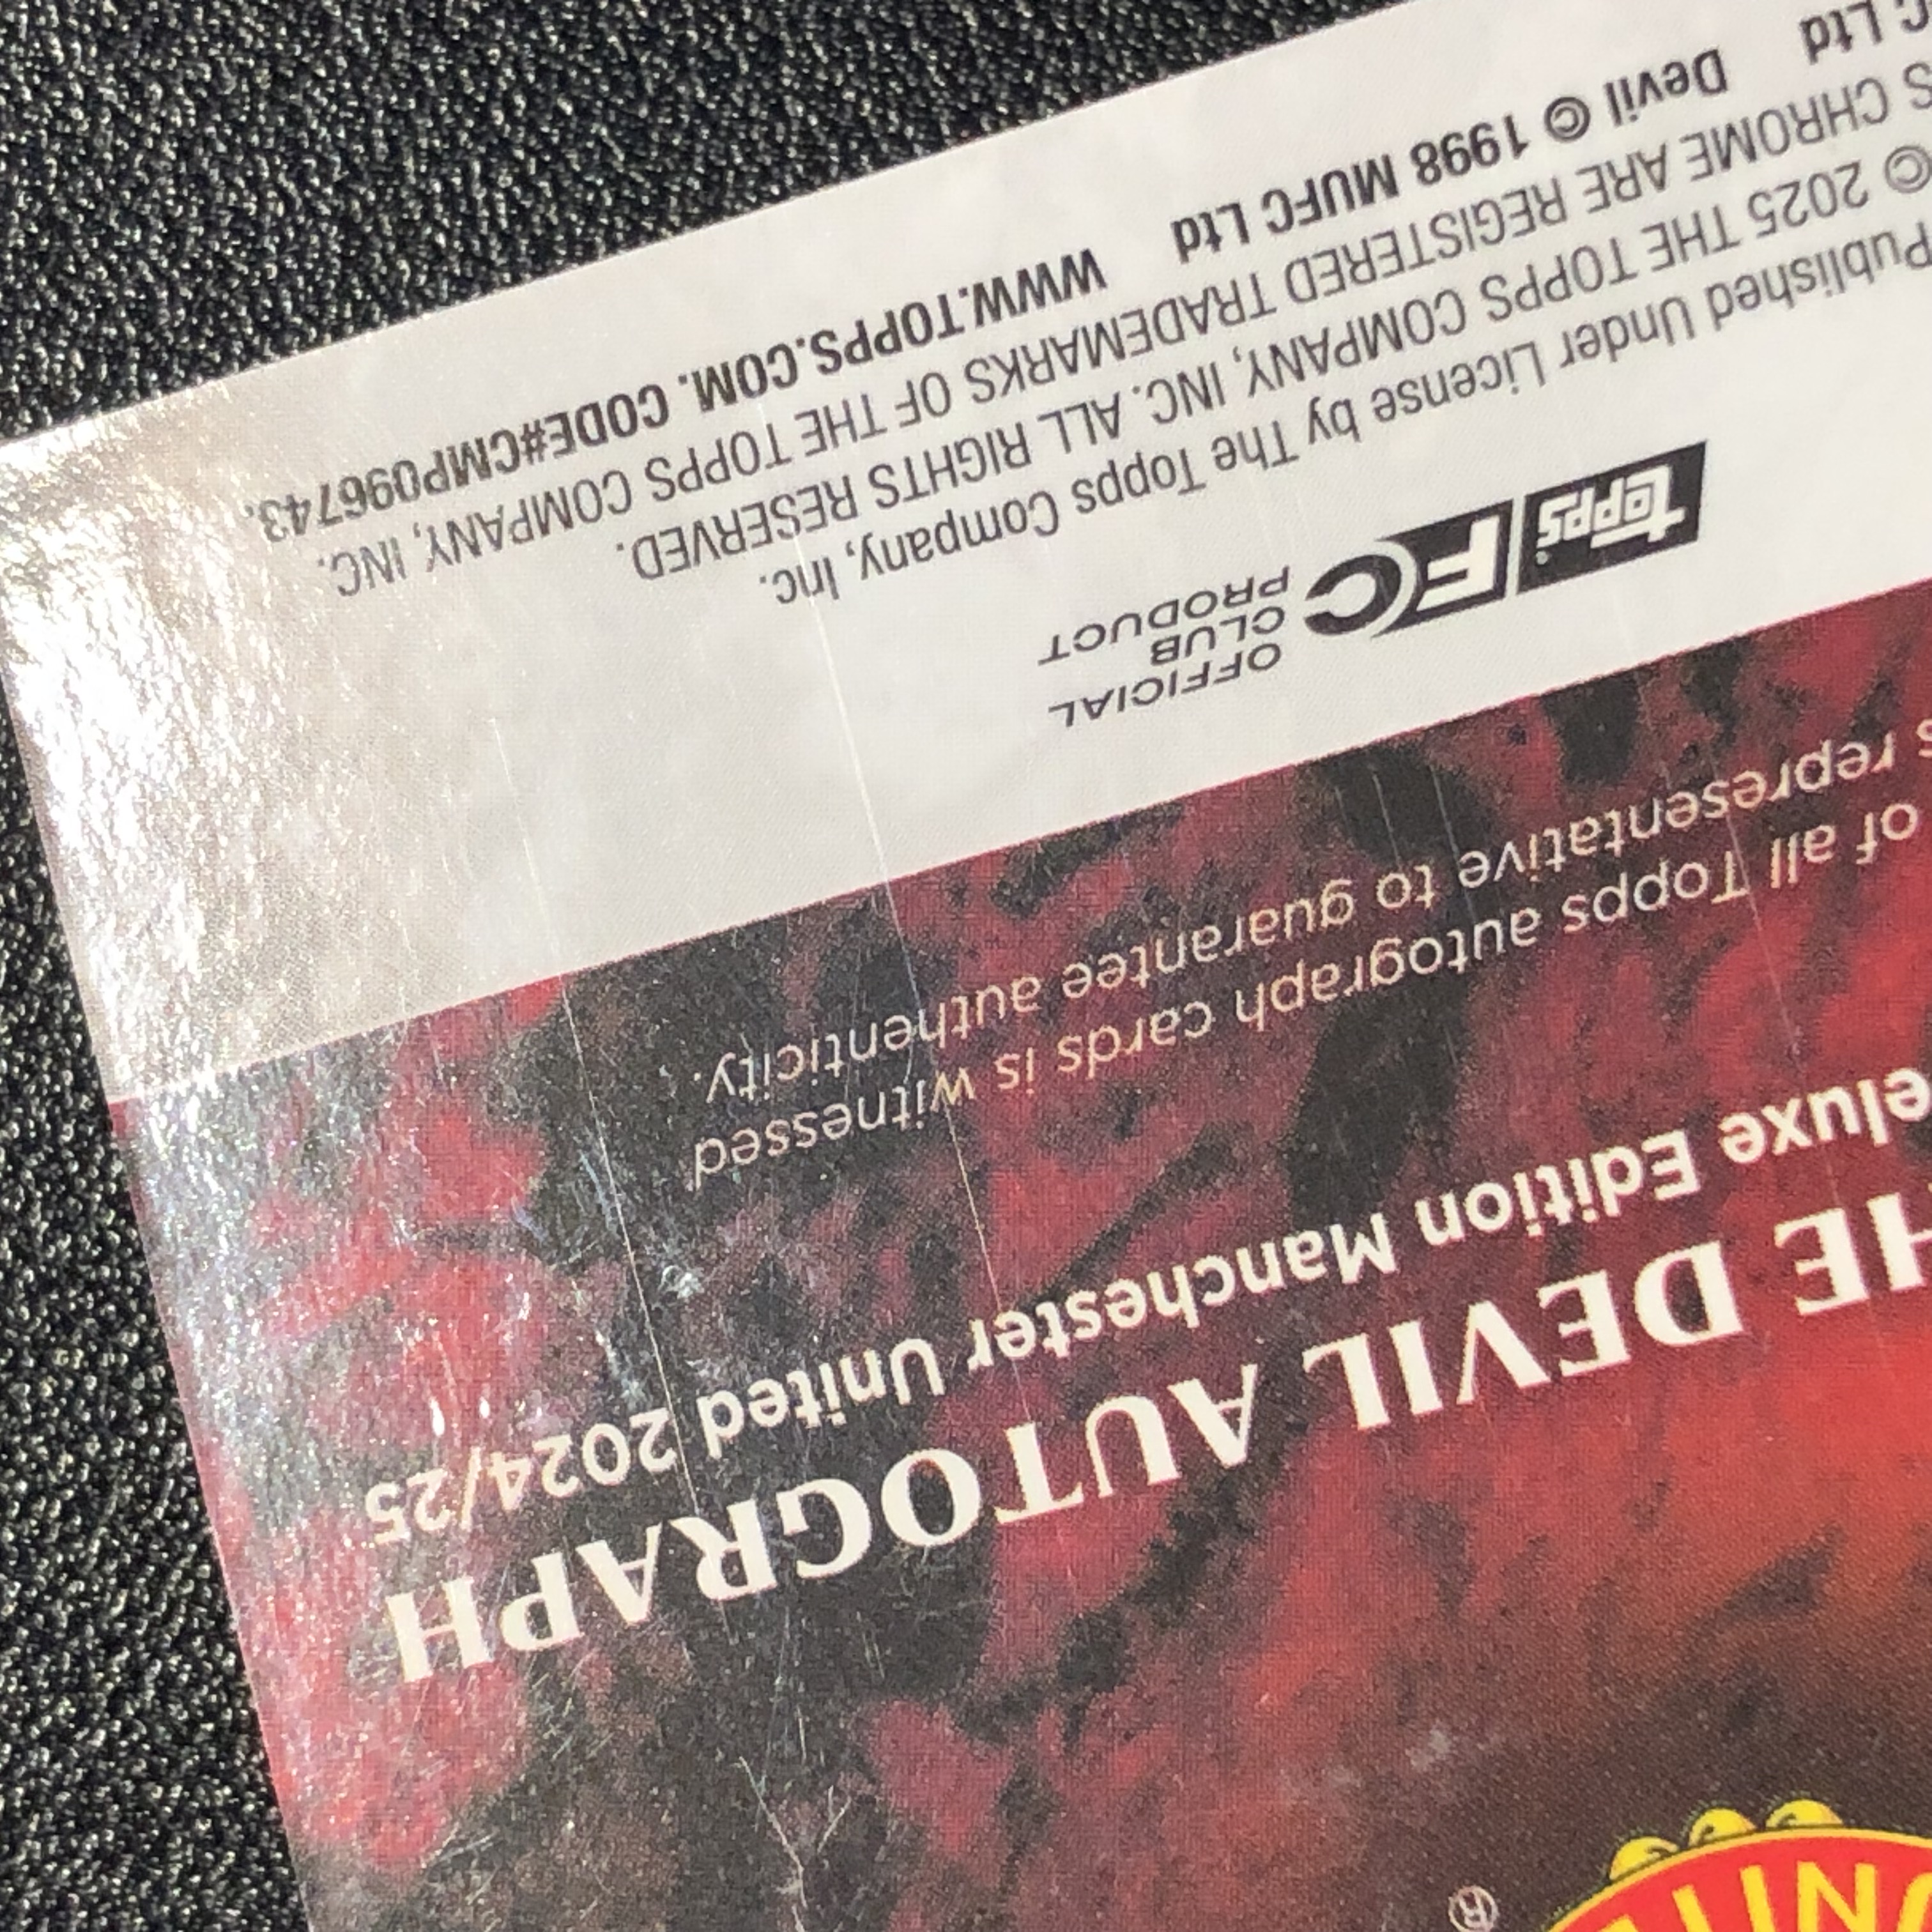 UNIT
®
HE DEVIL AUTOGRAPH
eluxe Edition Manchester United 2024/25
of all Topps autograph cards is witnessed
s representative to guarantee authenticity.
topps FC OFFICIAL
CLUB
PRODUCT
Published Under License by The Topps Company, Inc.
© 2025 THE TOPPS COMPANY, INC. ALL RIGHTS RESERVED.
S CHROME ARE REGISTERED TRADEMARKS OF THE TOPPS COMPANY, INC.
C Ltd Devil © 1998 MUFC Ltd WWW.TOPPS.COM. CODE#CMP096743.